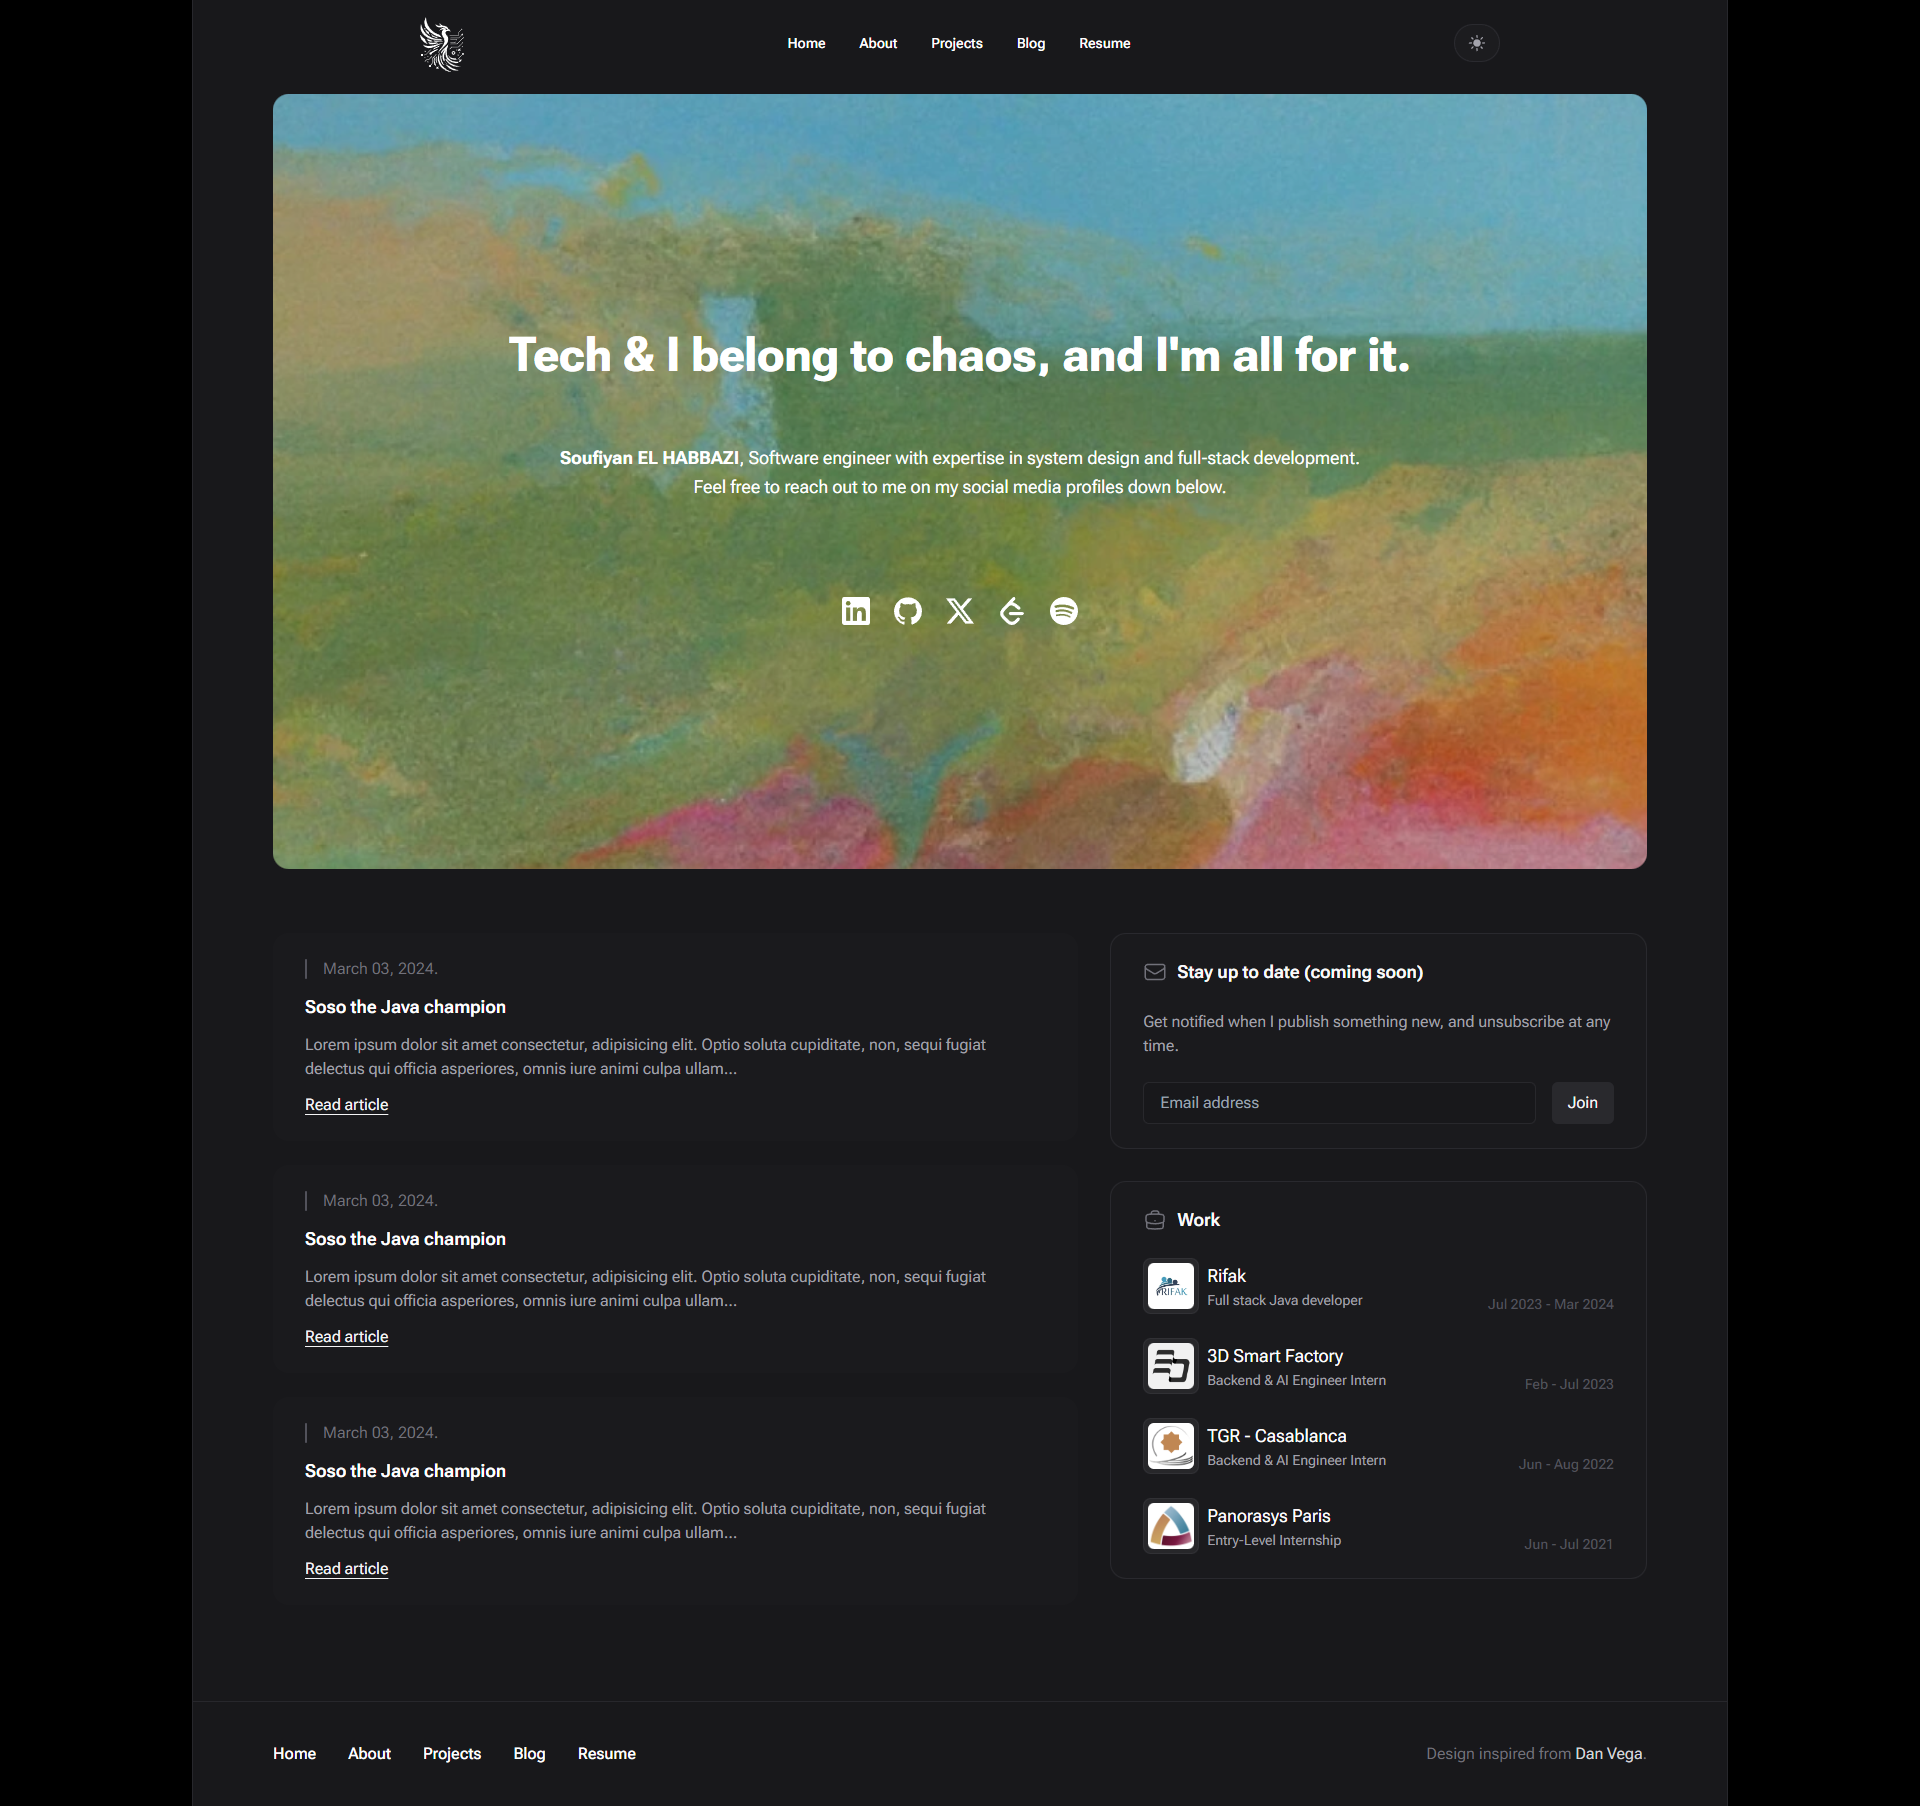 Home About Projects Blog Resume
Tech & I belong to chaos, and I'm all for it.
Soufiyan EL HABBAZI, Software engineer with expertise in system design and full-stack development.
Feel free to reach out to me on my social media profiles down below.
March 03, 2024.
Soso the Java champion
Lorem ipsum dolor sit amet consectetur, adipisicing elit. Optio soluta cupiditate, non, sequi fugiat
delectus qui officia asperiores, omnis iure animi culpa ullam...
Read article
March 03, 2024.
Soso the Java champion
Lorem ipsum dolor sit amet consectetur, adipisicing elit. Optio soluta cupiditate, non, sequi fugiat
delectus qui officia asperiores, omnis iure animi culpa ullam...
Read article
March 03, 2024.
Soso the Java champion
Lorem ipsum dolor sit amet consectetur, adipisicing elit. Optio soluta cupiditate, non, sequi fugiat
delectus qui officia asperiores, omnis iure animi culpa ullam...
Read article
Stay up to date (coming soon)
Get notified when I publish something new, and unsubscribe at any
time.
Email address Join
Work
RIFAK
Rifak
Full stack Java developer Jul 2023 - Mar 2024
3D Smart Factory
Backend & AI Engineer Intern Feb - Jul 2023
TGR - Casablanca
Backend & AI Engineer Intern Jun - Aug 2022
Panorasys Paris
Entry-Level Internship Jun - Jul 2021
Home About Projects Blog Resume Design inspired from Dan Vega.